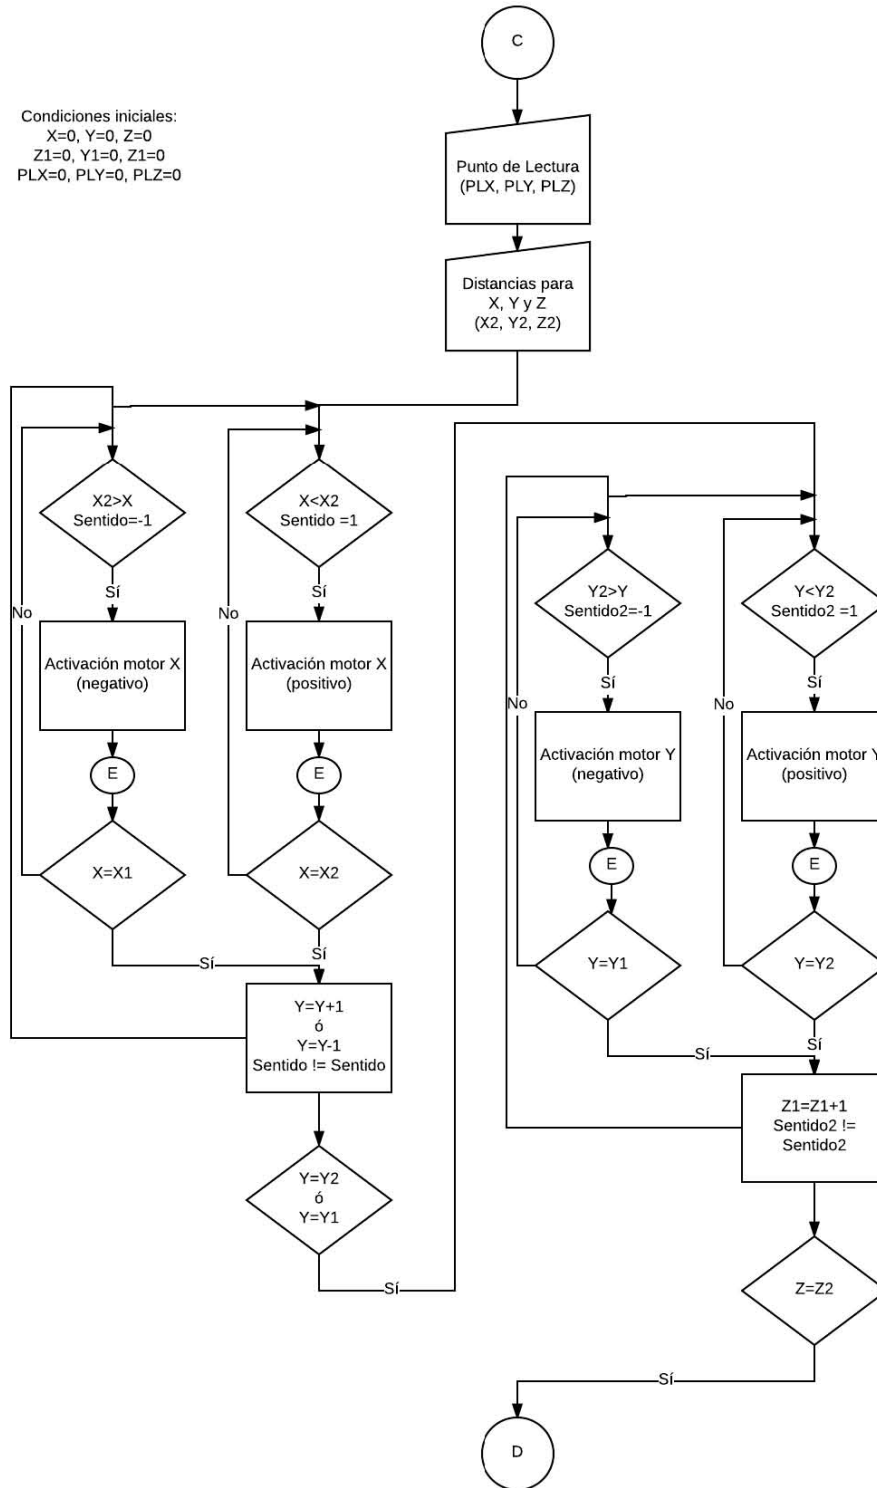 C
Condiciones iniciales:
X=0, Y=0, Z=0
Z1=0, Y1=0, Z1=0
PLX=0, PLY=0, PLZ=0
Punto de Lectura
(PLX, PLY, PLZ)
Distancias para
X, Y y Z
(X2, Y2, Z2)
X2>X
Sentido=-1
Sí
No
Activación motor X
(negativo)
E
X=X1
Sí
X<X2
Sentido =1
Sí
No
Activación motor X
(positivo)
E
X=X2
Sí
Y=Y+1
ó
Y=Y-1
Sentido != Sentido
Y=Y2
ó
Y=Y1
Sí
Y2>Y
Sentido2=-1
Sí
No
Activación motor Y
(negativo)
E
Y=Y1
Sí
Y<Y2
Sentido2 =1
Sí
No
Activación motor Y
(positivo)
E
Y=Y2
Sí
Z1=Z1+1
Sentido2 !=
Sentido2
Z=Z2
Sí
D